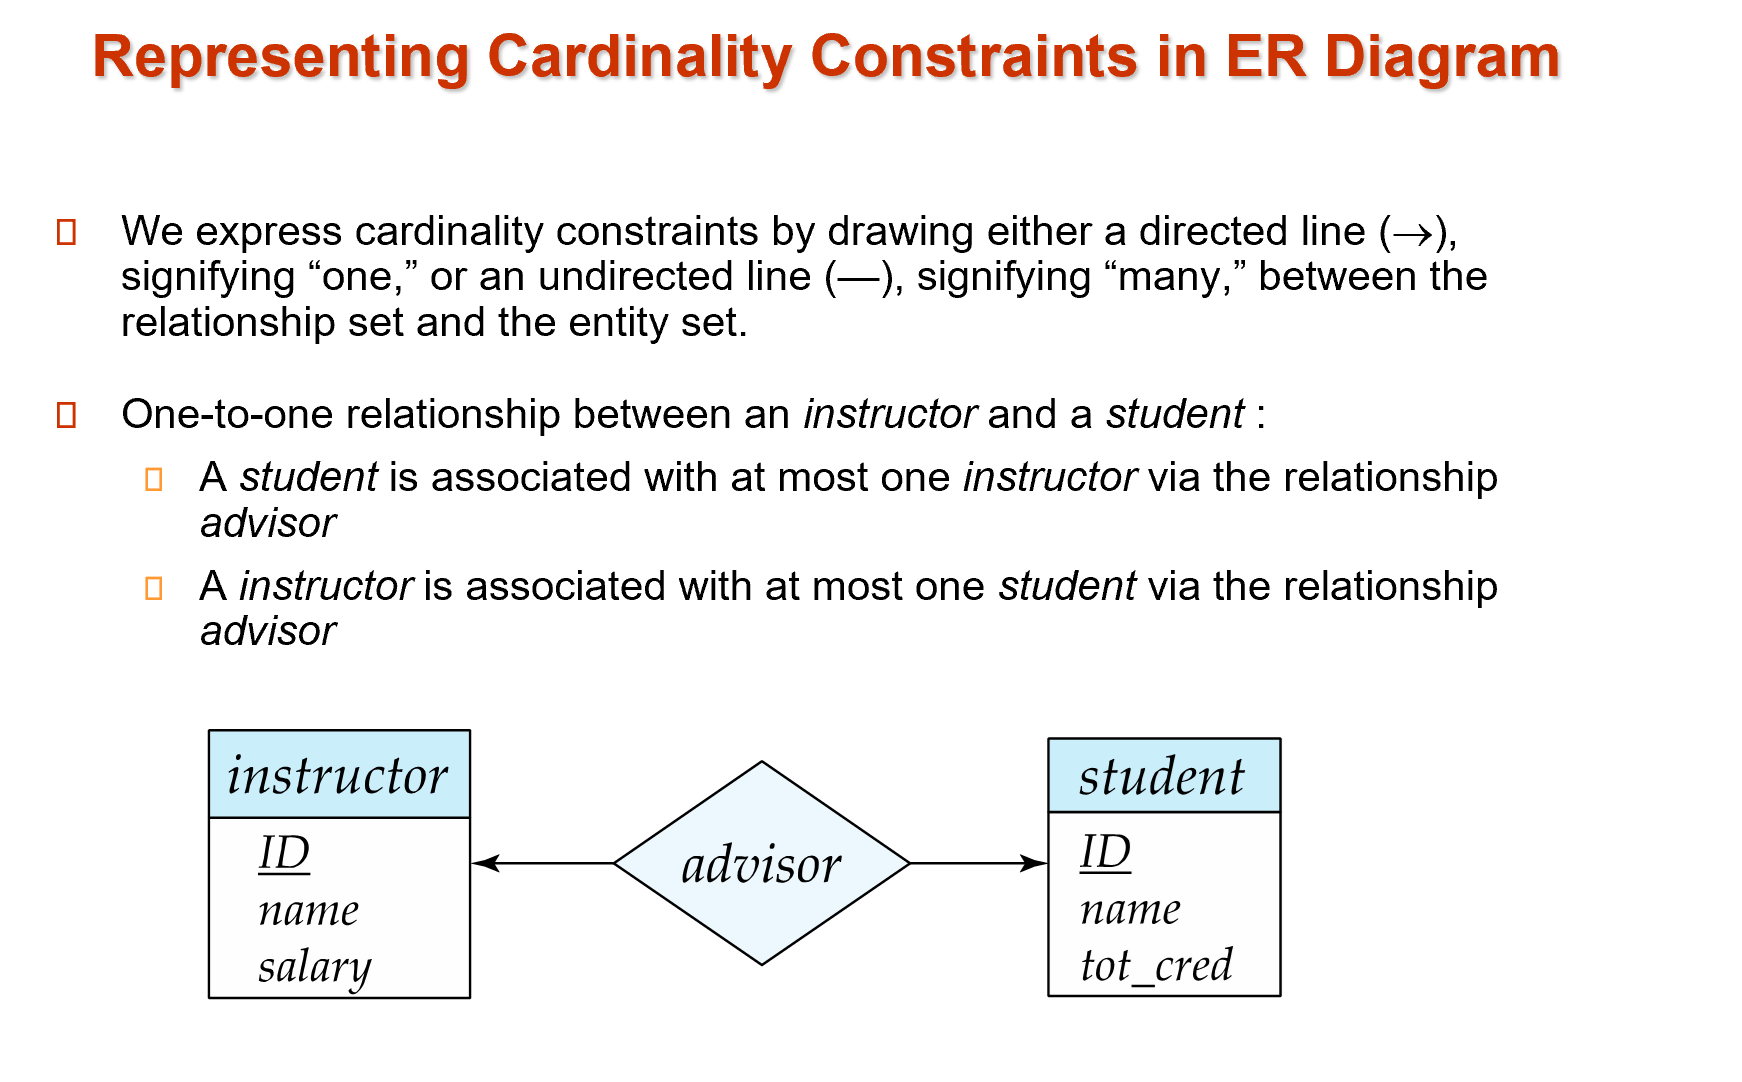 Representing Cardinality Constraints in ER Diagram
We express cardinality constraints by drawing either a directed line (→),
signifying “one,” or an undirected line (—), signifying “many,” between the
relationship set and the entity set.
One-to-one relationship between an instructor and a student :
A student is associated with at most one instructor via the relationship
advisor
A instructor is associated with at most one student via the relationship
advisor
instructor
ID
name
salary
advisor
student
ID
name
tot_cred